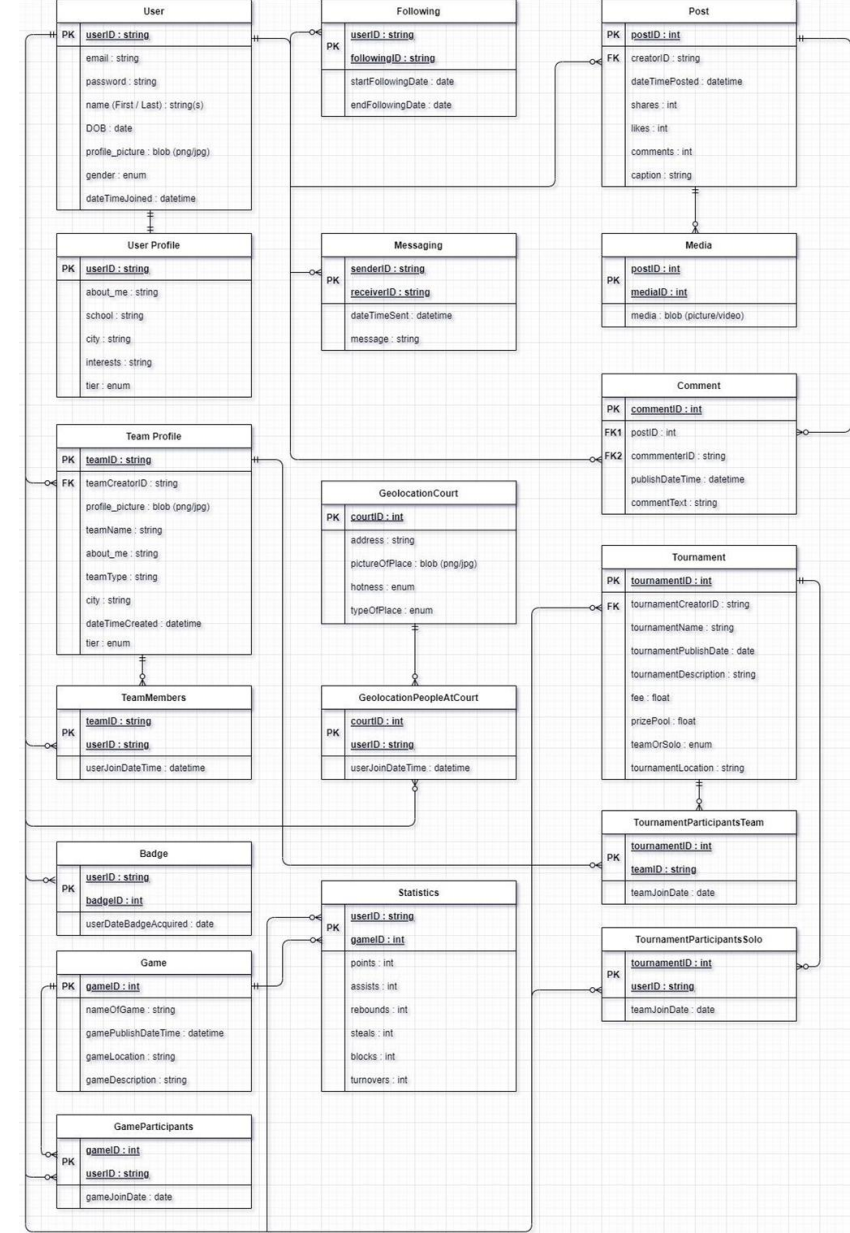 User
PK userID : string
email : string
password : string
name (First / Last) : string(s)
DOB : date
profile_picture : blob (png/jpg)
gender : enum
dateTimeJoined : datetime
Following
PK
userID : string
followingID : string
startFollowingDate : date
endFollowingDate : date
Post
PK postID : int
FK creatorID : string
dateTimePosted : datetime
shares : int
likes : int
comments : int
caption : string
User Profile
PK userID : string
about_me : string
school : string
city : string
interests : string
tier : enum
Messaging
PK
senderID : string
receiverID : string
dateTimeSent : datetime
message : string
Media
PK
postID : int
mediaID : int
media : blob (picture/video)
Comment
PK commentID : int
FK1 postID : int
FK2 commmenterID : string
publishDateTime : datetime
commentText : string
Team Profile
PK teamID : string
FK teamCreatorID : string
profile_picture : blob (png/jpg)
teamName : string
about_me : string
teamType : string
city : string
dateTimeCreated : datetime
tier : enum
GeolocationCourt
PK courtID : int
address : string
pictureOfPlace : blob (png/jpg)
hotness : enum
typeOfPlace : enum
Tournament
PK tournamentID : int
FK tournamentCreatorID : string
tournamentName : string
tournamentPublishDate : date
tournamentDescription : string
fee : float
prizePool : float
teamOrSolo : enum
tournamentLocation : string
TeamMembers
PK
teamID : string
userID : string
userJoinDateTime : datetime
GeolocationPeopleAtCourt
PK
courtID : int
userID : string
userJoinDateTime : datetime
TournamentParticipantsTeam
PK
tournamentID : int
teamID : string
teamJoinDate : date
Badge
PK
userID : string
badgeID : int
userDateBadgeAcquired : date
Statistics
PK
userID : string
gameID : int
points : int
assists : int
rebounds : int
steals : int
blocks : int
turnovers : int
TournamentParticipantsSolo
PK
tournamentID : int
userID : string
teamJoinDate : date
Game
PK gameID : int
nameOfGame : string
gamePublishDateTime : datetime
gameLocation : string
gameDescription : string
GameParticipants
PK
gameID : int
userID : string
gameJoinDate : date